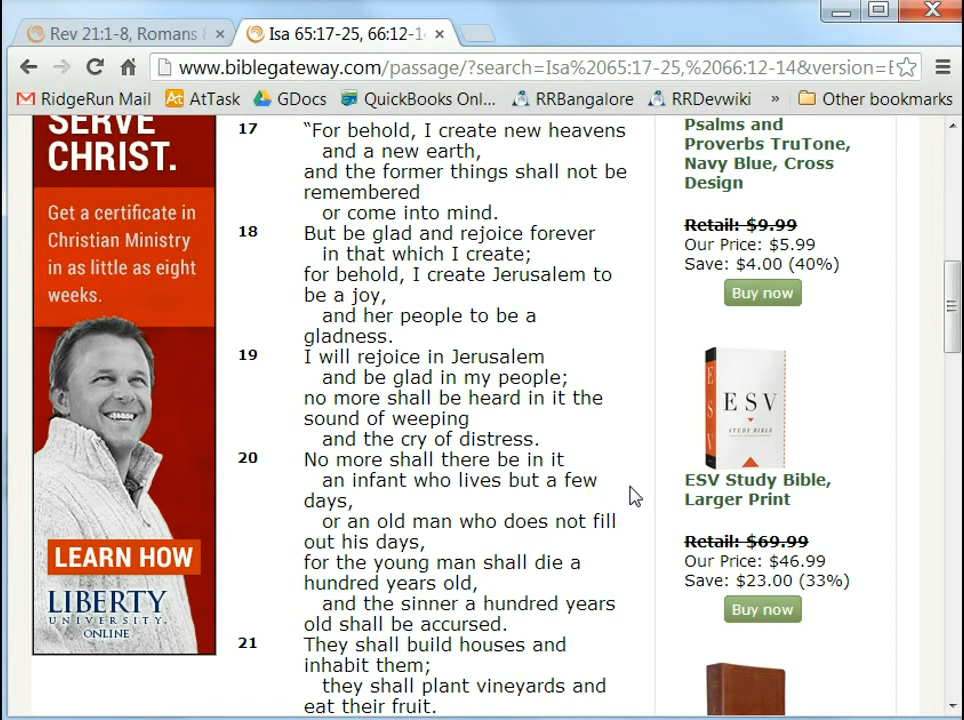 Rev 21:1-8, Romans 8
Isa 65:17-25, 66:12-1
www.biblegateway.com/passage/?search=Isa%2065:17-25,%2066:12-14&version=E
RidgeRun Mail
AtTask
GDocs
QuickBooks Onl...
RRBangalore
RRDevwiki
»
Other bookmarks
SERVE
CHRIST.
Get a certificate in
Christian Ministry
in as little as eight
weeks.
LEARN HOW
LIBERTY
UNIVERSITY
ONLINE
17 “For behold, I create new heavens
and a new earth,
and the former things shall not be
remembered
or come into mind.
18 But be glad and rejoice forever
in that which I create;
for behold, I create Jerusalem to
be a joy,
and her people to be a
gladness.
19 I will rejoice in Jerusalem
and be glad in my people;
no more shall be heard in it the
sound of weeping
and the cry of distress.
20 No more shall there be in it
an infant who lives but a few
days,
or an old man who does not fill
out his days,
for the young man shall die a
hundred years old,
and the sinner a hundred years
old shall be accursed.
21 They shall build houses and
inhabit them;
they shall plant vineyards and
eat their fruit.
Psalms and
Proverbs TruTone,
Navy Blue, Cross
Design
Retail: $9.99
Our Price: $5.99
Save: $4.00 (40%)
Buy now
ESV
ESV
STUDY BIBLE
ESV Study Bible,
Larger Print
Retail: $69.99
Our Price: $46.99
Save: $23.00 (33%)
Buy now